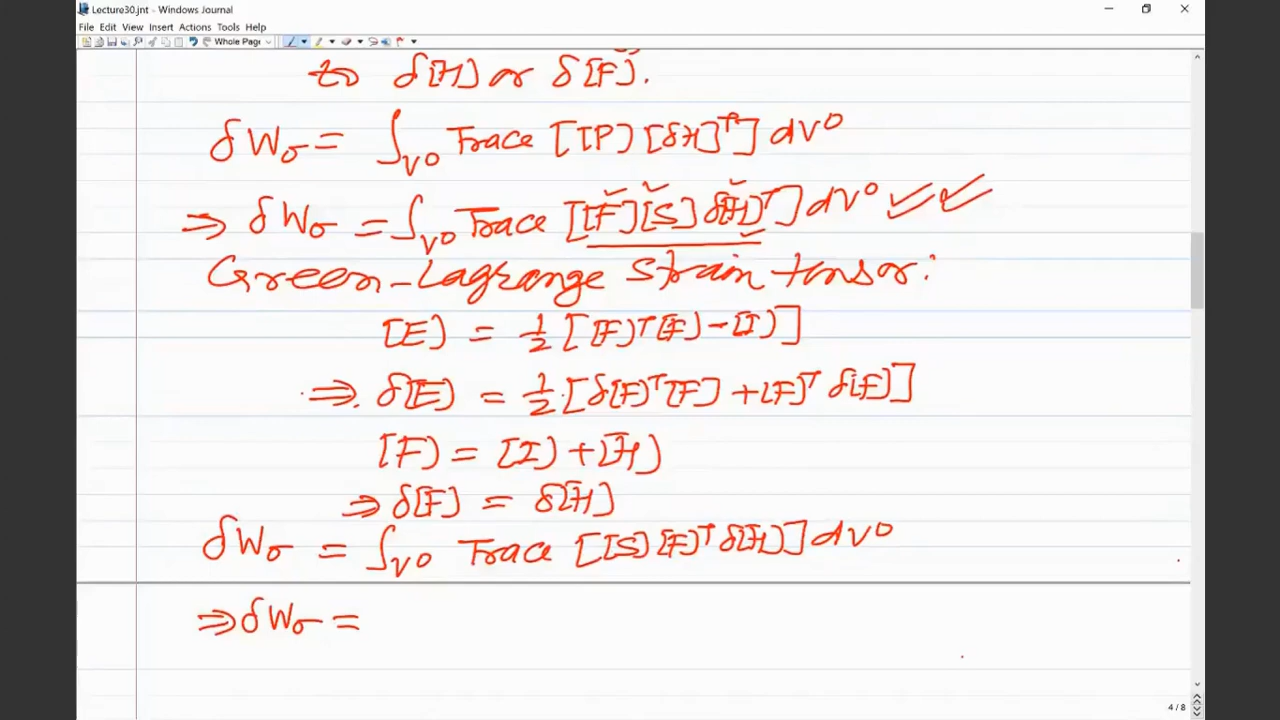 Lecture30.jnt - Windows Journal
File Edit View Insert Actions Tools Help
Whole Page
to δ[H] or δ[F].
δWσ = ∫V⁰ Trace [[P] [δH]ᵀ] dV⁰
⇒ δWσ = ∫V⁰ Trace [[F][S] δ[H]ᵀ] dV⁰ ✓✓
Green-Lagrange strain tensor:
[E] = 1/2 [[F]ᵀ[F] - [I]]
⇒ δ[E] = 1/2 [δ[F]ᵀ[F] + [F]ᵀ δ[F]]
[F] = [I] + [H]
⇒ δ[F] = δ[H]
δWσ = ∫V⁰ Trace [[S] [F]ᵀ δ[H]] dV⁰
⇒ δWσ =
4 / 8